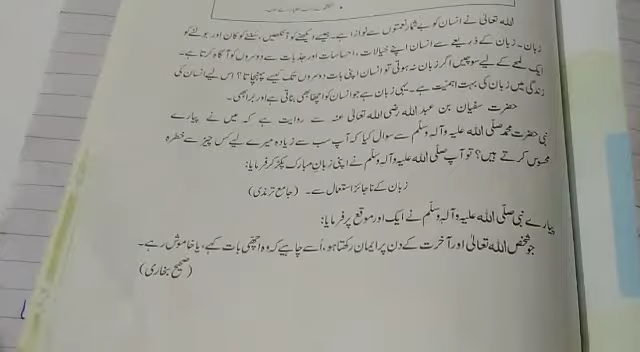 اللہ تعالیٰ نے انسان کو بے شمار نعمتوں سے نوازا ہے۔ جیسے دیکھنے کو آنکھیں، سننے کو کان اور بولنے کو
زبان۔ زبان کے ذریعے سے انسان اپنے خیالات، احساسات اور جذبات سے دوسروں کو آگاہ کرتا ہے۔
ایک لمحے کے لیے سوچیں اگر زبان نہ ہوتی تو انسان اپنی بات دوسروں تک کیسے پہنچاتا؟ اس لیے انسان کی
زندگی میں زبان کی بہت اہمیت ہے۔ یہی زبان ہے جو انسان کو اچھا بھی بناتی ہے اور برا بھی۔
حضرت سفیان بن عبد اللہ رضی اللہ تعالیٰ عنہ سے روایت ہے کہ میں نے پیارے
نبی حضرت محمد صلّی اللہ علیہ وآلہ وسلّم سے سوال کیا کہ آپ سب سے زیادہ میرے لیے کس چیز سے خطرہ
محسوس کرتے ہیں؟ تو آپ صلّی اللہ علیہ وآلہ وسلّم نے اپنی زبانِ مبارک پکڑ کر فرمایا:
زبان کے ناجائز استعمال سے۔ (جامع ترمذی)
پیارے نبی صلّی اللہ علیہ وآلہ وسلّم نے ایک اور موقع پر فرمایا:
جو شخص اللہ تعالیٰ اور آخرت کے دن پر ایمان رکھتا ہو، اُسے چاہیے کہ وہ اچھی بات کہے، یا خاموش رہے۔
(صحیح بخاری)